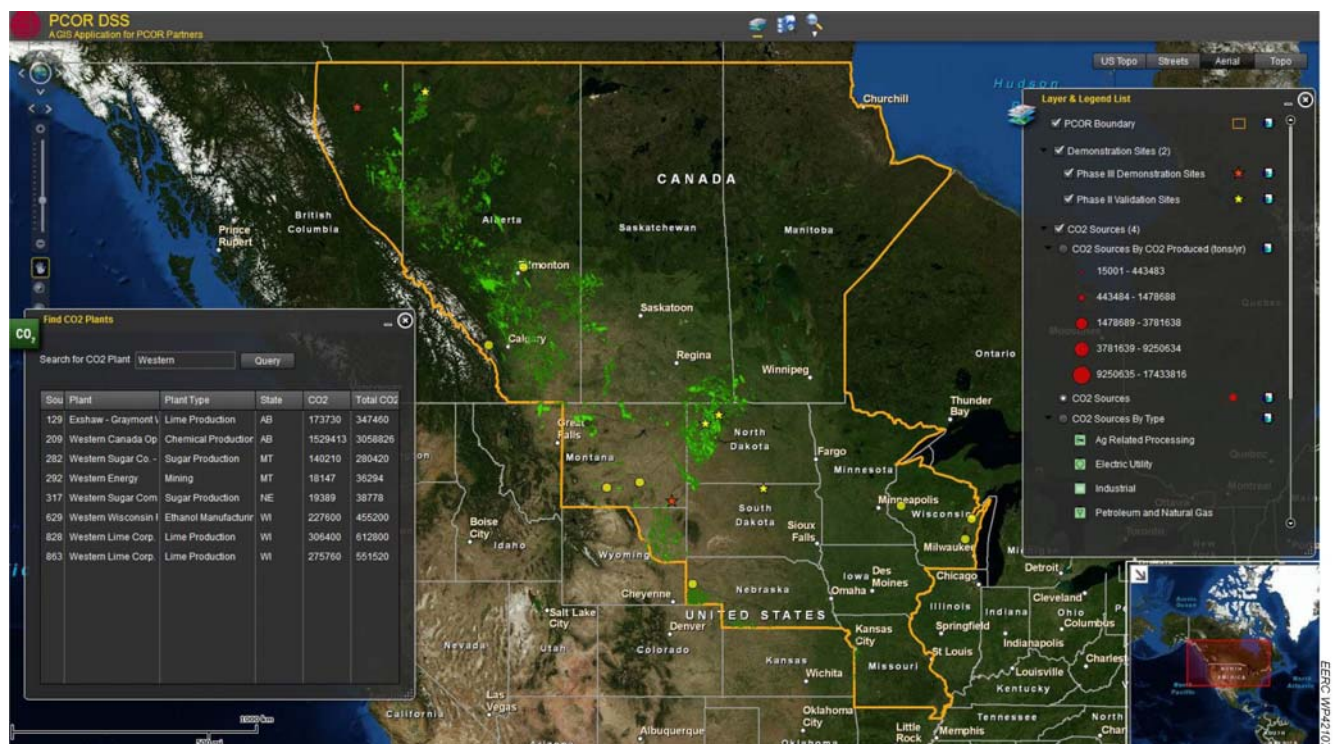 PCOR DSS
A GIS Application for PCOR Partners
US Topo Streets Aerial Topo
Hudson
Churchill
Layer & Legend List
PCOR Boundary
Demonstration Sites (2)
Phase III Demonstration Sites
Phase II Validation Sites
CO2 Sources (4)
CO2 Sources By CO2 Produced (tons/yr)
15001 - 443483
443484 - 1478688
1478689 - 3781638
3781639 - 9250634
9250635 - 17433816
CO2 Sources
CO2 Sources By Type
Ag Related Processing
Electric Utility
Industrial
Petroleum and Natural Gas
CANADA
British
Columbia
Prince
Rupert
Alberta
Saskatchewan
Manitoba
Edmonton
Saskatoon
Calgary
Regina
Winnipeg
Ontario
Thunder
Bay
CO2
Find CO2 Plants
Search for CO2 Plant Western Query
Sou Plant Plant Type State CO2 Total CO2
129 Exshaw - Graymont W Lime Production AB 173730 347460
209 Western Canada Op Chemical Production AB 1529413 3058826
282 Western Sugar Co. - Sugar Production MT 140210 280420
292 Western Energy Mining MT 18147 36294
317 Western Sugar Com Sugar Production NE 19389 38778
629 Western Wisconsin Ethanol Manufacturin WI 227600 455200
828 Western Lime Corp. Lime Production WI 306400 612800
863 Western Lime Corp. Lime Production WI 275760 551520
Great
Falls
Montana
North
Dakota
Fargo
Minnesota
Minneapolis
Wisconsin
South
Dakota
Sioux
Falls
Milwaukee
Boise
City
Idaho
Wyoming
Iowa
Des
Moines
Chicago
Detroit
Nebraska
Omaha
Cheyenne
UNITED STATES
Salt Lake
City
Denver
Illinois
Indiana
Ohio
Cleveland
Columbus
Springfield
Indianapolis
Kansas
City
St Louis
Nevada
Utah
Colorado
Kansas
Wichita
Missouri
Louisville
Charles
Kentucky
Las
Vegas
California
Oklahoma
City
Tennessee
North
Char
Albuquerque
Oklahoma
Little
Rock
Memphis
1000 km
500 mi
NORTH
AMERICA
EERC WP4210